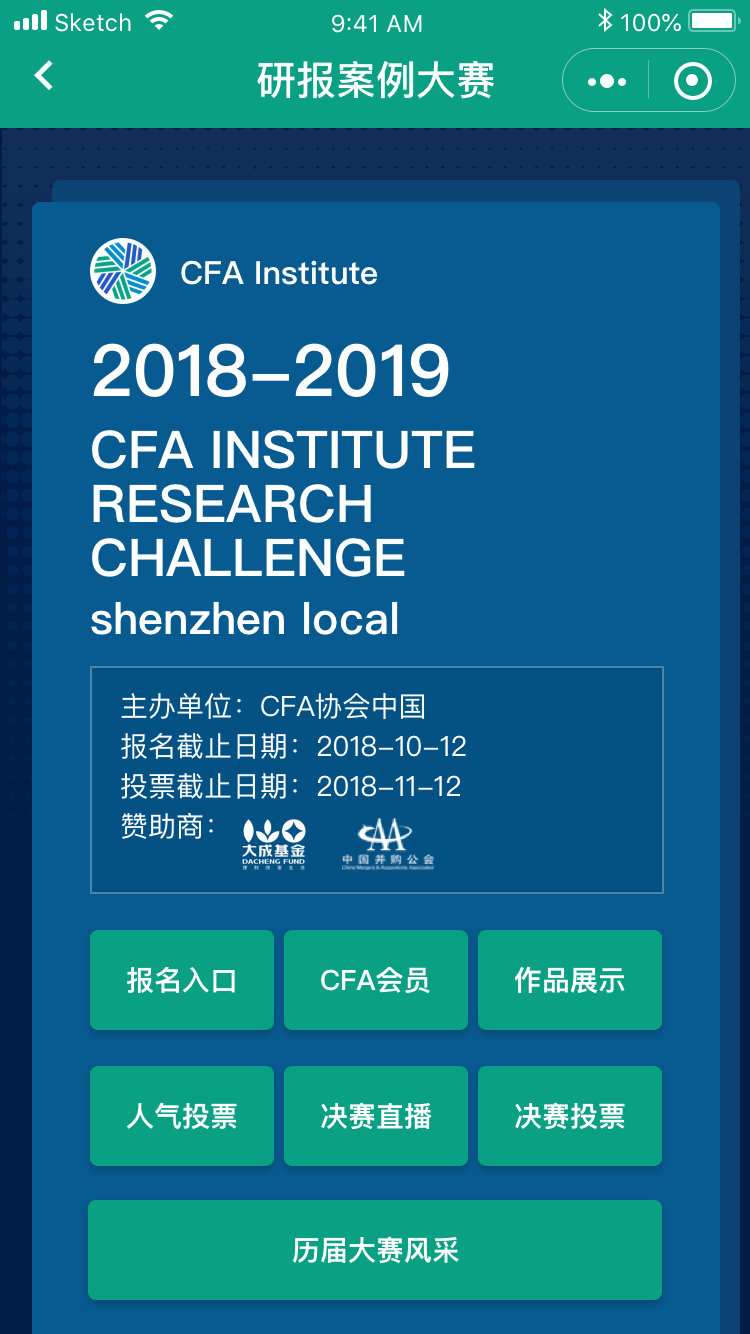 Sketch 9:41 AM 100%
研报案例大赛
CFA Institute
2018–2019
CFA INSTITUTE
RESEARCH
CHALLENGE
shenzhen local
主办单位：CFA协会中国
报名截止日期：2018–10–12
投票截止日期：2018–11–12
赞助商：
大成基金
DACHENG FUND
中国并购公会
China Mergers & Acquisitions Association
报名入口 CFA会员 作品展示
人气投票 决赛直播 决赛投票
历届大赛风采